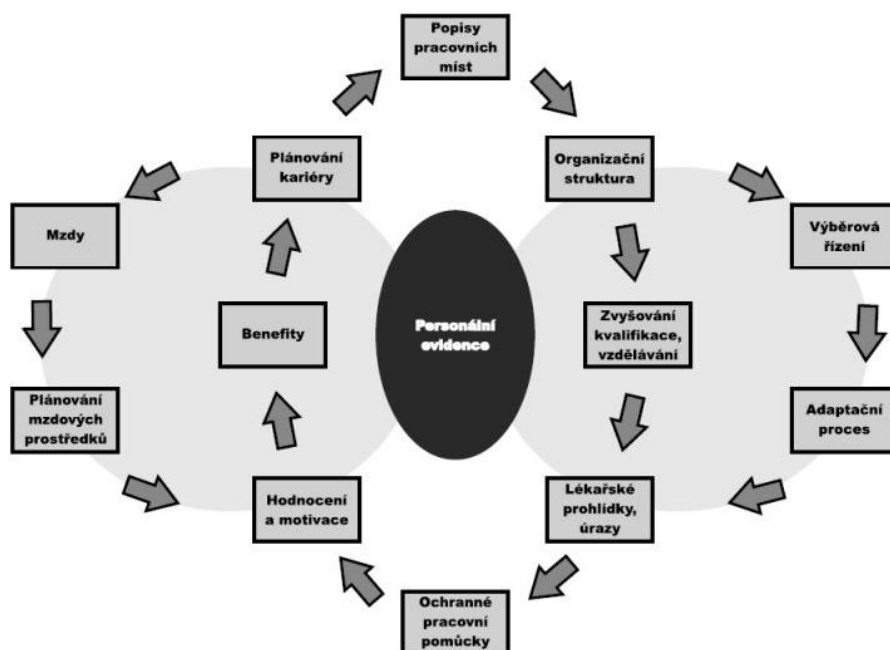 Popisy
pracovních
míst
Plánování
kariéry
Organizační
struktura
Mzdy
Výběrová
řízení
Benefity
Personální
evidence
Zvyšování
kvalifikace,
vzdělávání
Plánování
mzdových
prostředků
Adaptační
proces
Hodnocení
a motivace
Lékařské
prohlídky,
úrazy
Ochranné
pracovní
pomůcky